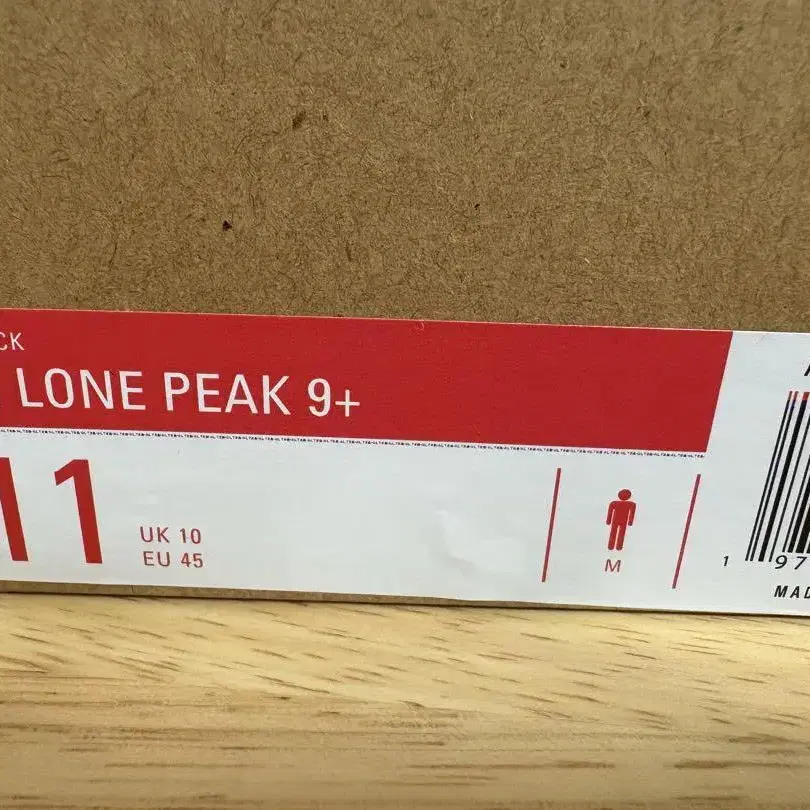 CK
LONE PEAK 9+
11
UK 10
EU 45
M
1 97
MAD